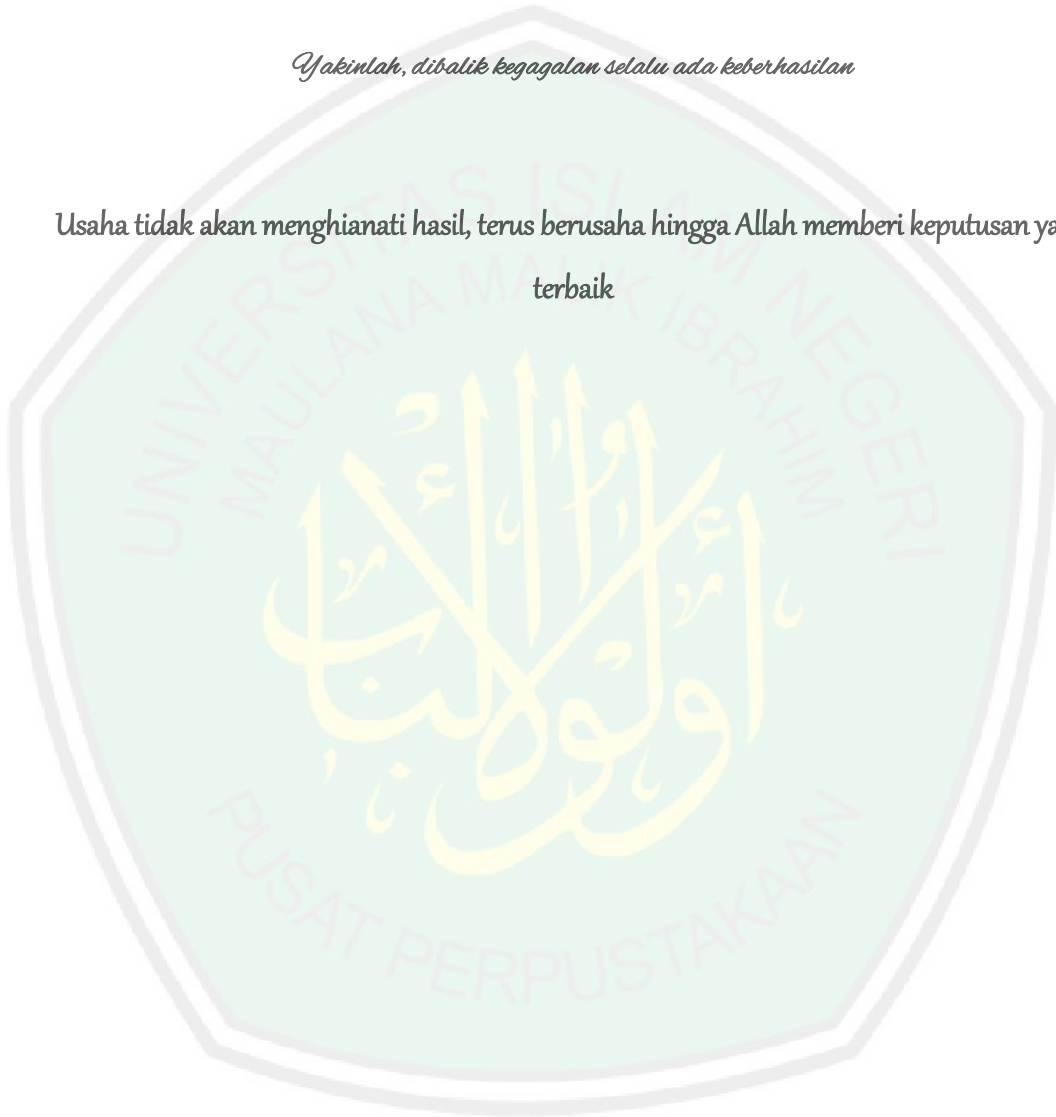 Yakinlah, dibalik kegagalan selalu ada keberhasilan
Usaha tidak akan menghianati hasil, terus berusaha hingga Allah memberi keputusan ya
terbaik
UNIVERSITAS ISLAM NEGERI
MAULANA MALIK IBRAHIM
PUSAT PERPUSTAKAAN